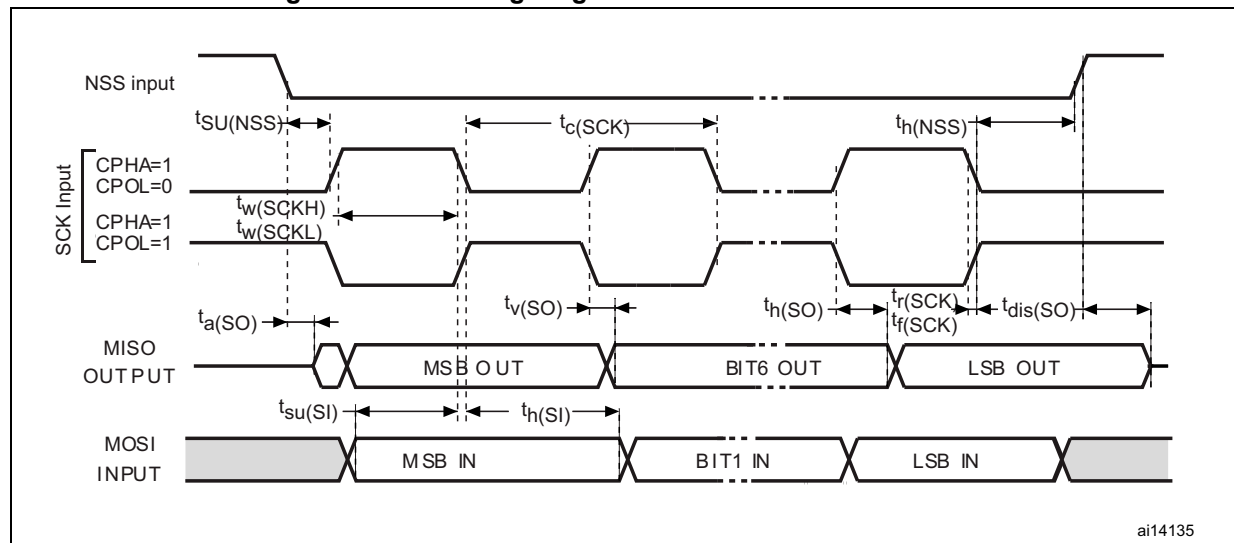 NSS input
tSU(NSS)
tc(SCK)
th(NSS)
SCK Input
CPHA=1
CPOL=0
tw(SCKH)
tw(SCKL)
CPHA=1
CPOL=1
ta(SO)
tv(SO)
th(SO)
tr(SCK)
tf(SCK)
tdis(SO)
MISO
OUTPUT
MSB OUT
BIT6 OUT
LSB OUT
tsu(SI)
th(SI)
MOSI
INPUT
MSB IN
BIT1 IN
LSB IN
ai14135